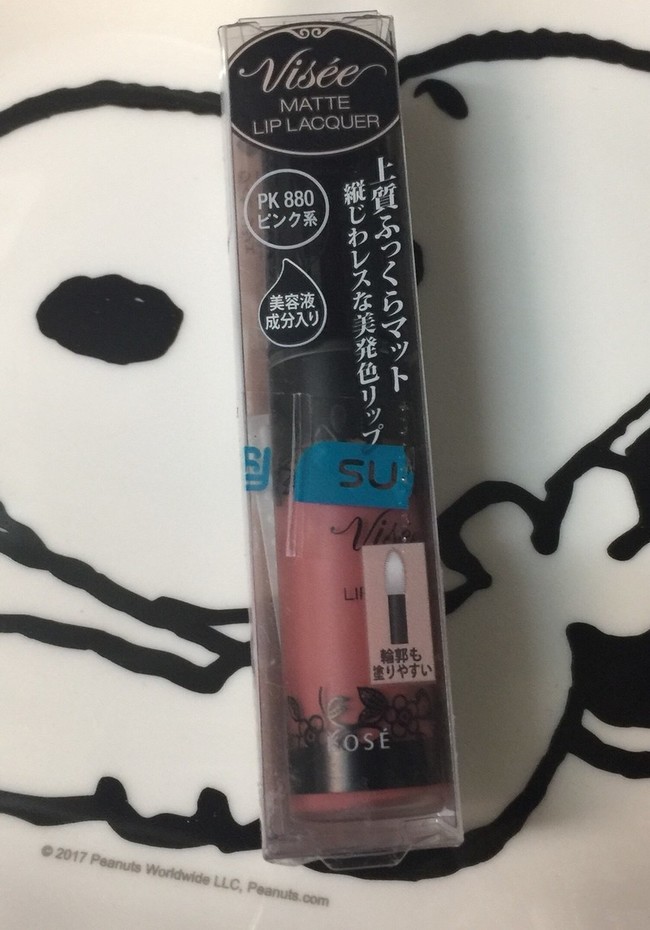 Visée
MATTE
LIP LACQUER
PK 880
ピンク系
上質ふっくらマット
縦じわレスな美発色リップ
美容液
成分入り
SU
Visée
LIP
輪郭も
塗りやすい
KOSÉ
© 2017 Peanuts Worldwide LLC, Peanuts.com